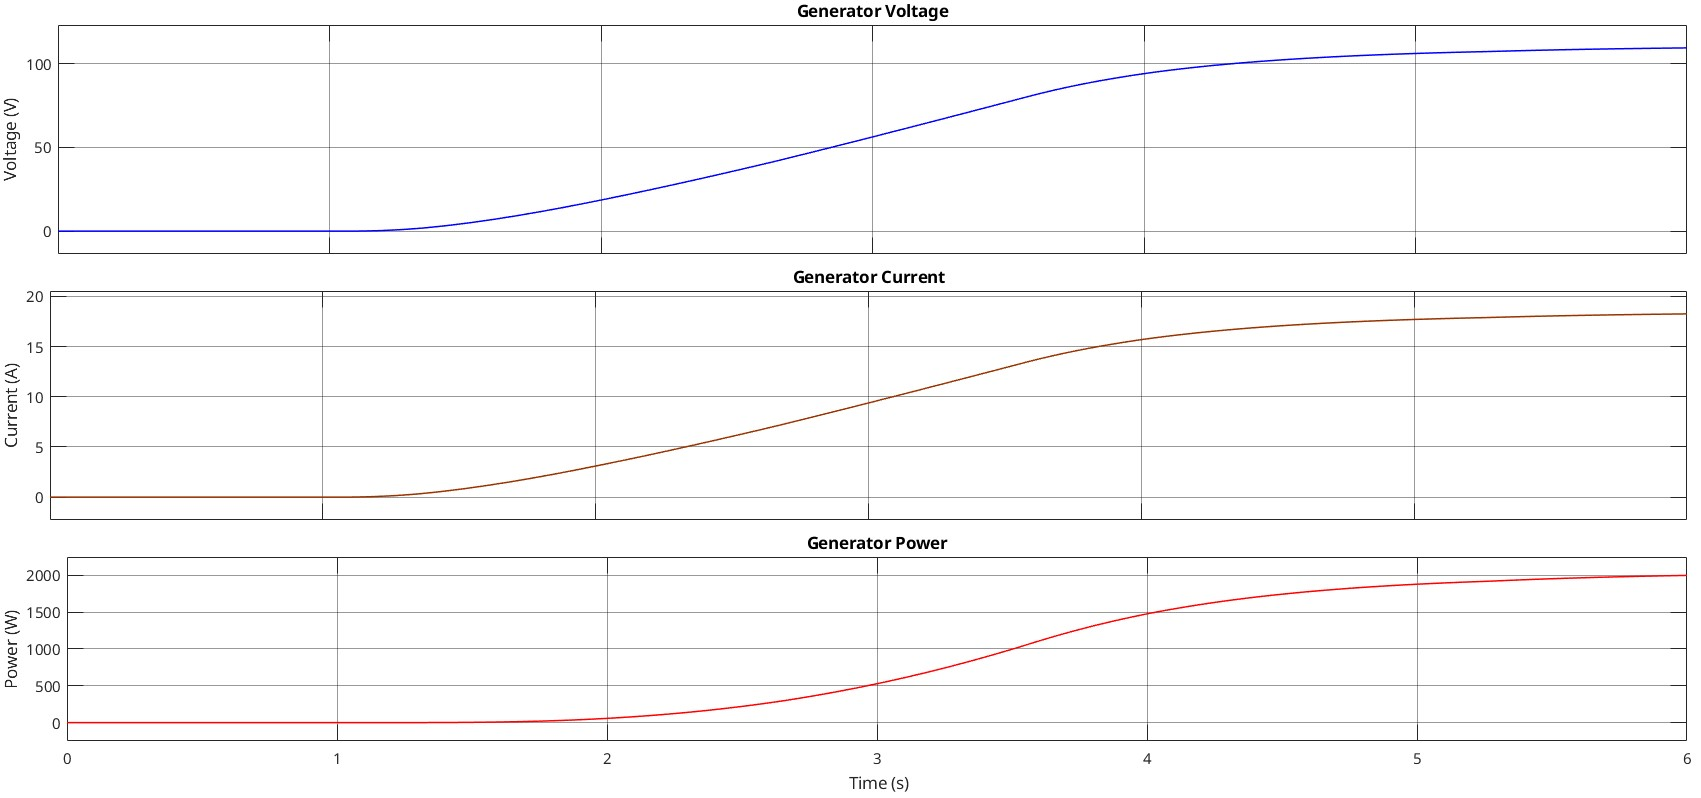 Generator Voltage
100
50
0
Voltage (V)
Generator Current
20
15
10
5
0
Current (A)
Generator Power
2000
1500
1000
500
0
Power (W)
0 1 2 3 4 5 6
Time (s)